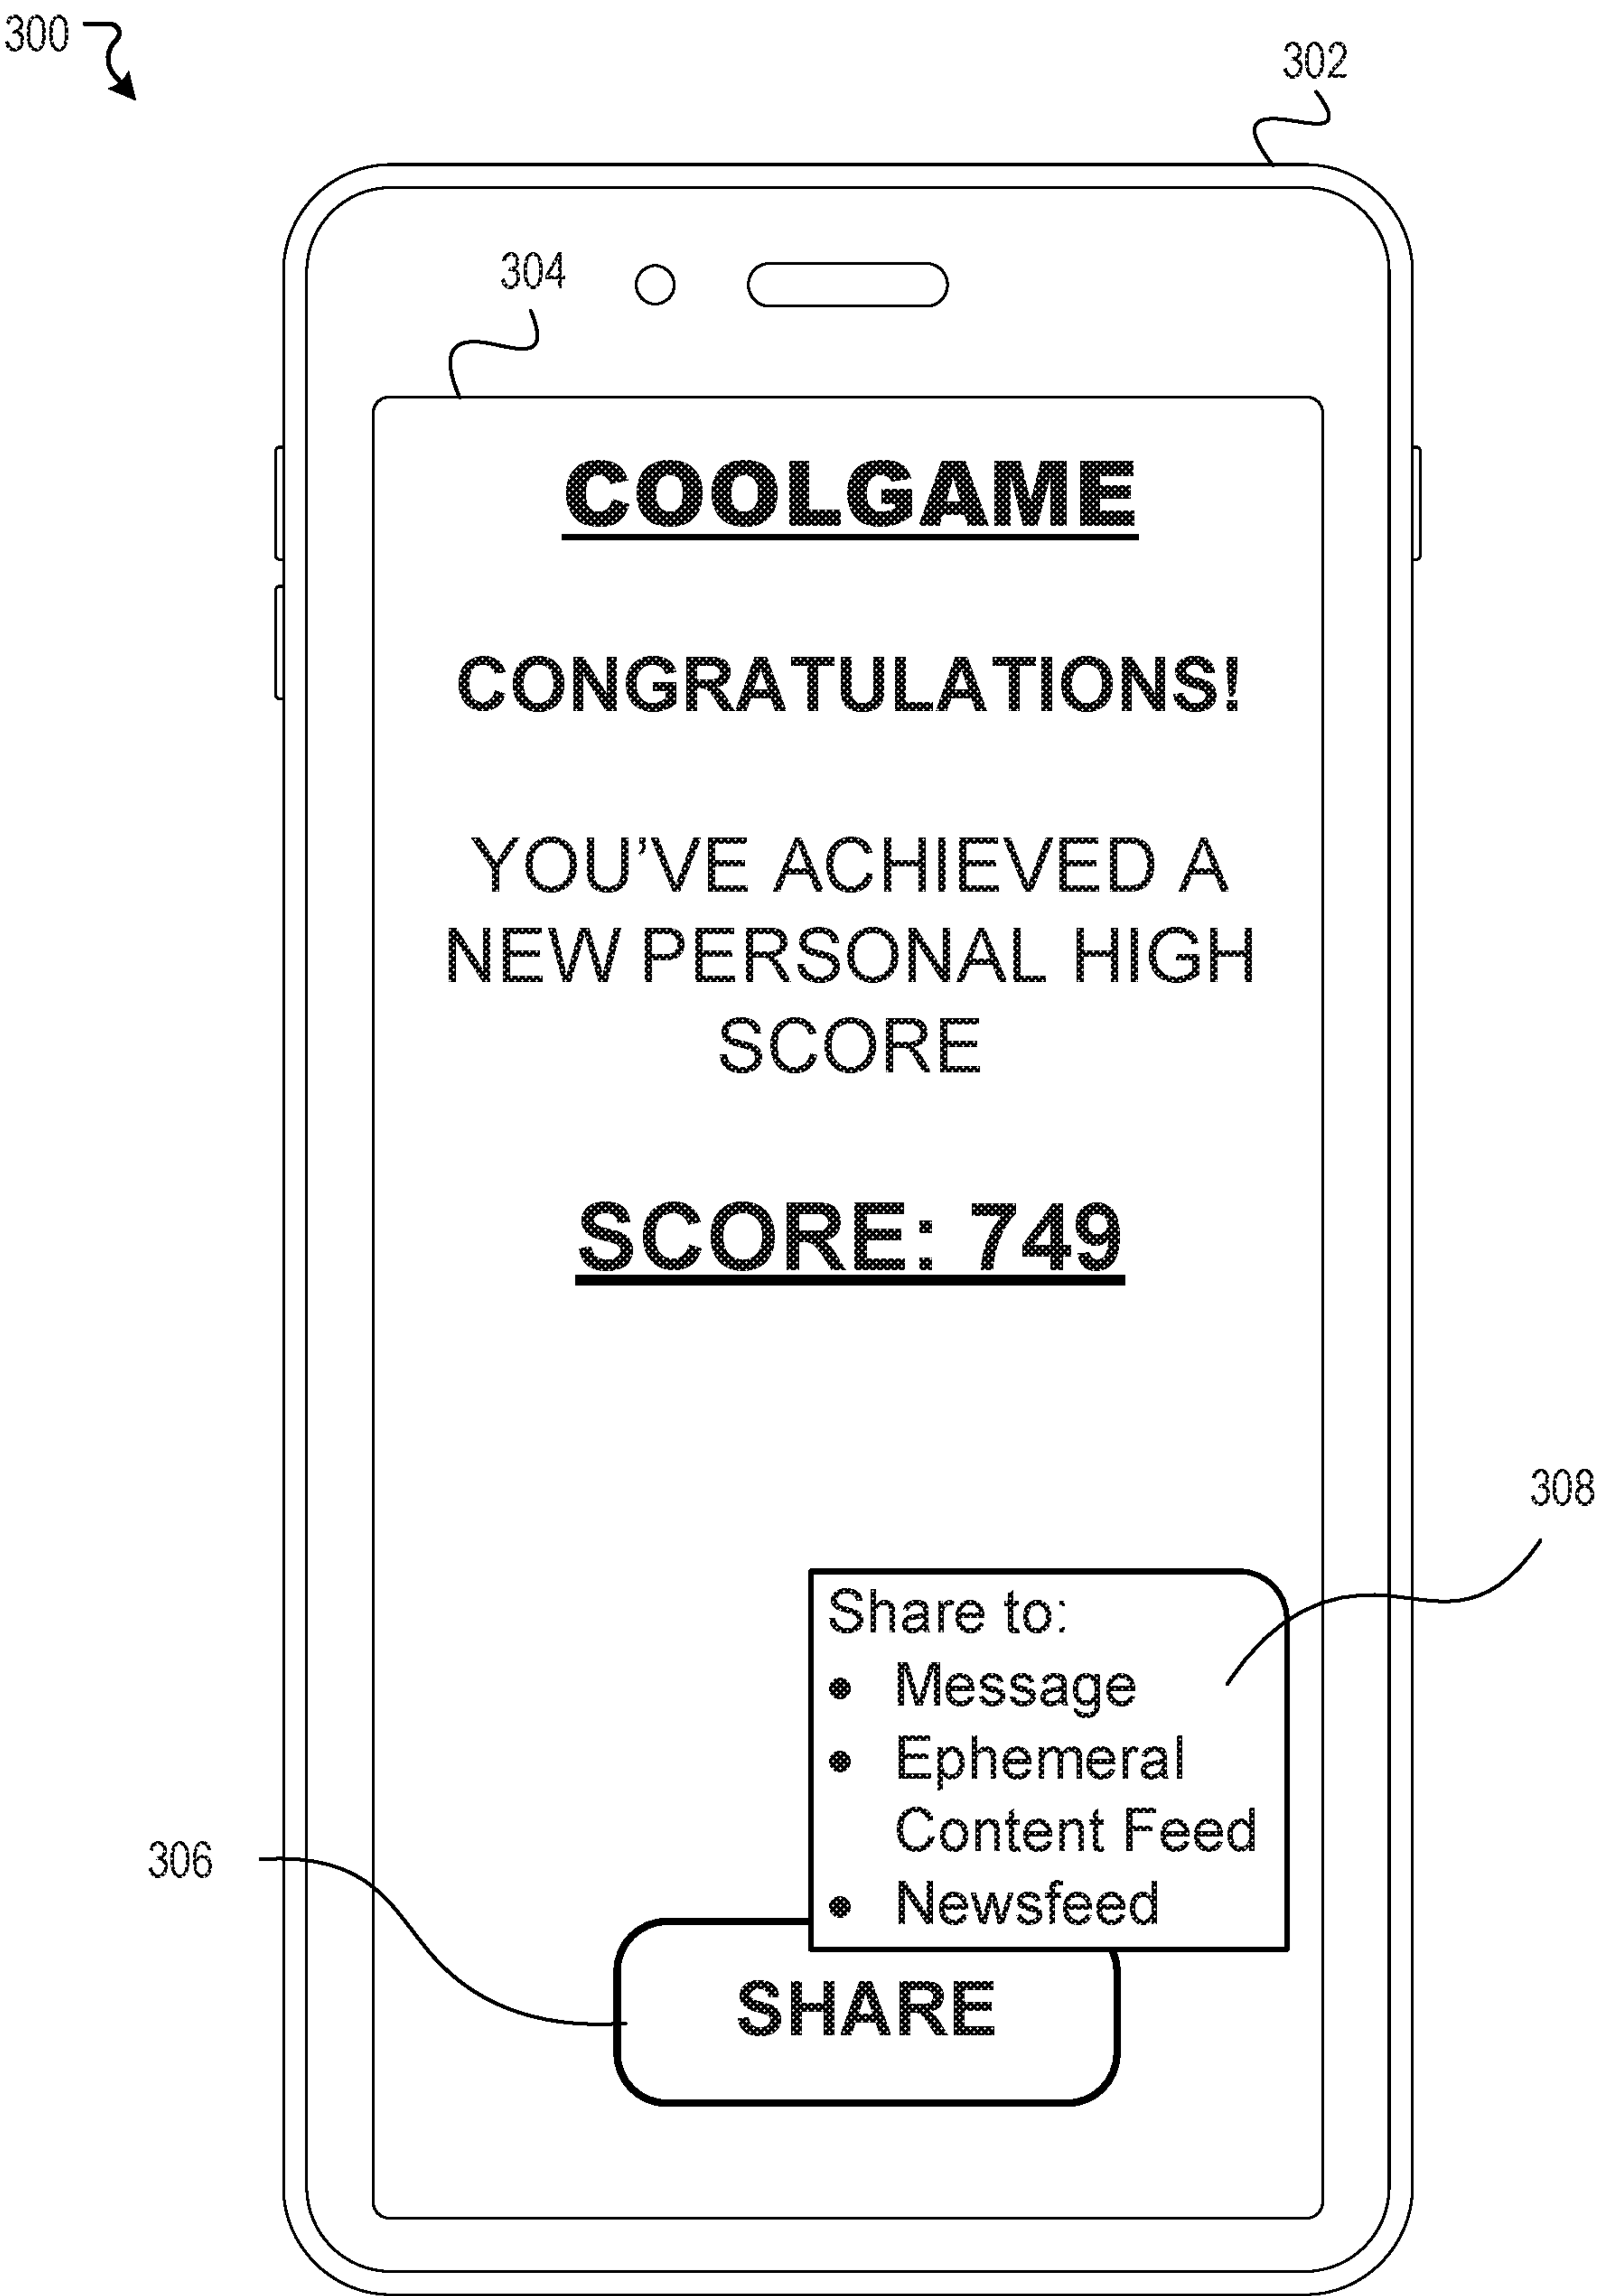 300
302
304
COOLGAME
CONGRATULATIONS!
YOU'VE ACHIEVED A
NEW PERSONAL HIGH
SCORE
SCORE: 749
308
Share to:
• Message
• Ephemeral
Content Feed
• Newsfeed
306
SHARE